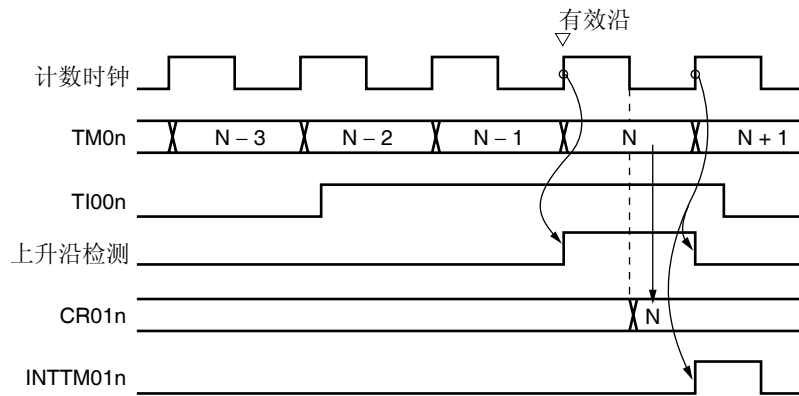 有效沿
计数时钟
TM0n N – 3 N – 2 N – 1 N N + 1
TI00n
上升沿检测
CR01n N
INTTM01n